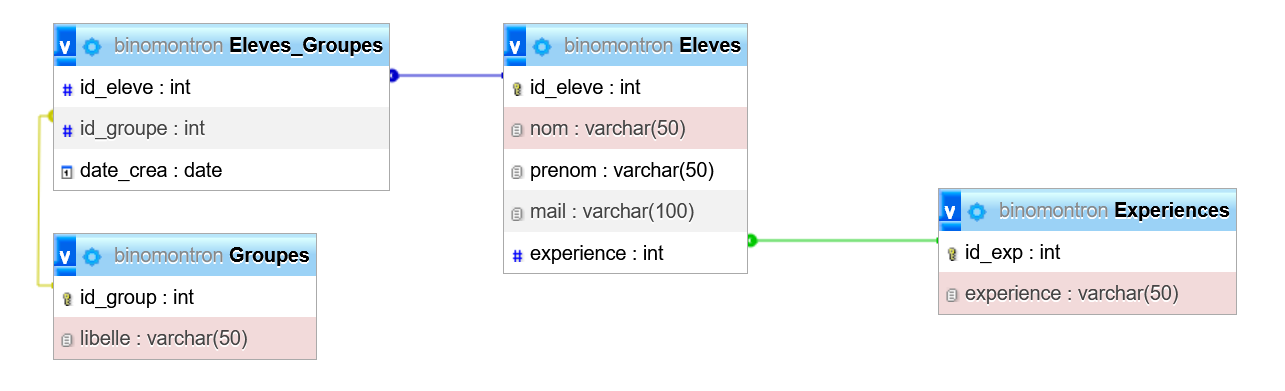 v binomontron Eleves_Groupes
# id_eleve : int
# id_groupe : int
1 date_crea : date
v binomontron Groupes
id_group : int
libelle : varchar(50)
v binomontron Eleves
id_eleve : int
nom : varchar(50)
prenom : varchar(50)
mail : varchar(100)
# experience : int
v binomontron Experiences
id_exp : int
experience : varchar(50)